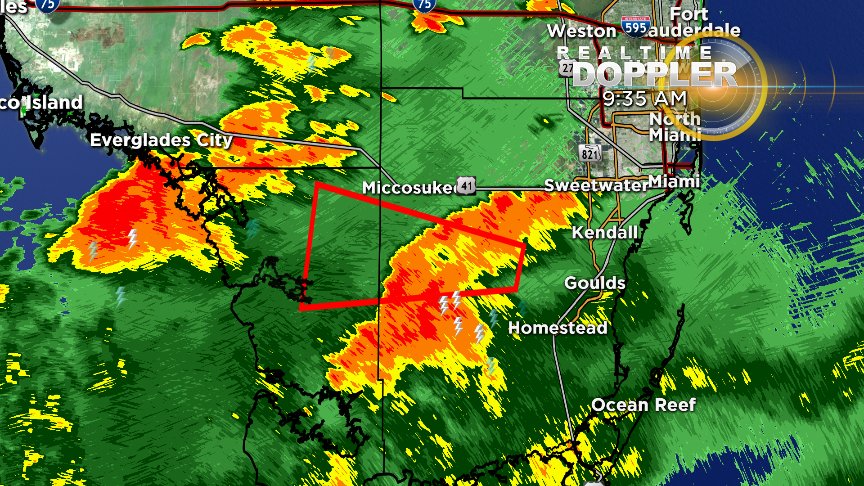 les
75
75
INTERSTATE
595
Fort
Weston
auderdale
REALTIME
27
DOPPLER
9:35 AM
co Island
North
Miami
Everglades City
821
Miccosukee
41
Sweetwater
Miami
Kendall
Goulds
Homestead
Ocean Reef